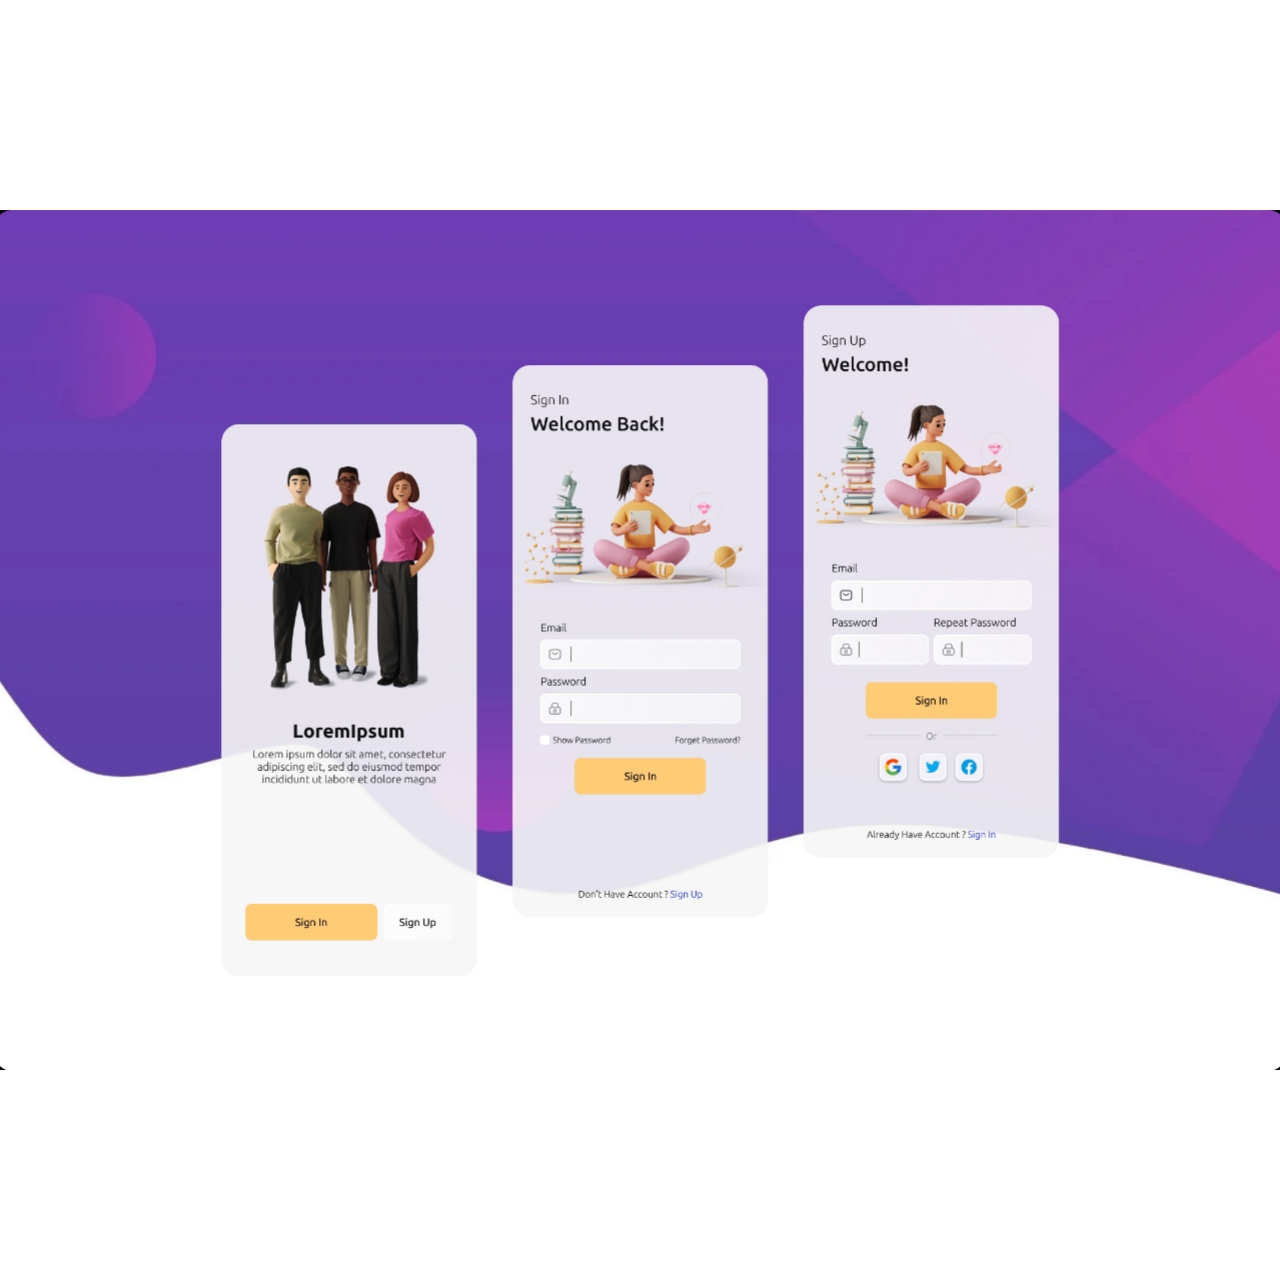 LoremIpsum
Lorem ipsum dolor sit amet, consectetur
adipiscing elit, sed do eiusmod tempor
incididunt ut labore et dolore magna
Sign In
Sign Up
Sign In
Welcome Back!
Email
Password
Show Password
Forget Password?
Sign In
Don't Have Account ? Sign Up
Sign Up
Welcome!
Email
Password
Repeat Password
Sign In
Or
Already Have Account ? Sign In